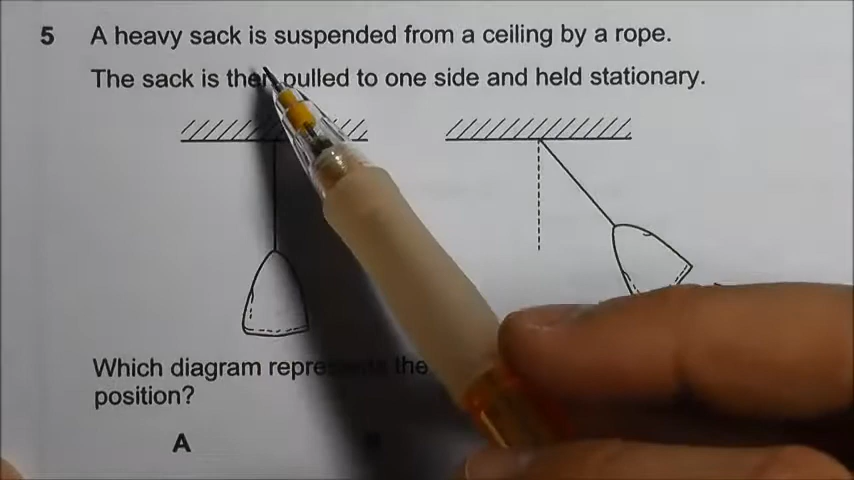 5 A heavy sack is suspended from a ceiling by a rope.
The sack is then pulled to one side and held stationary.
Which diagram represents the
position?
A